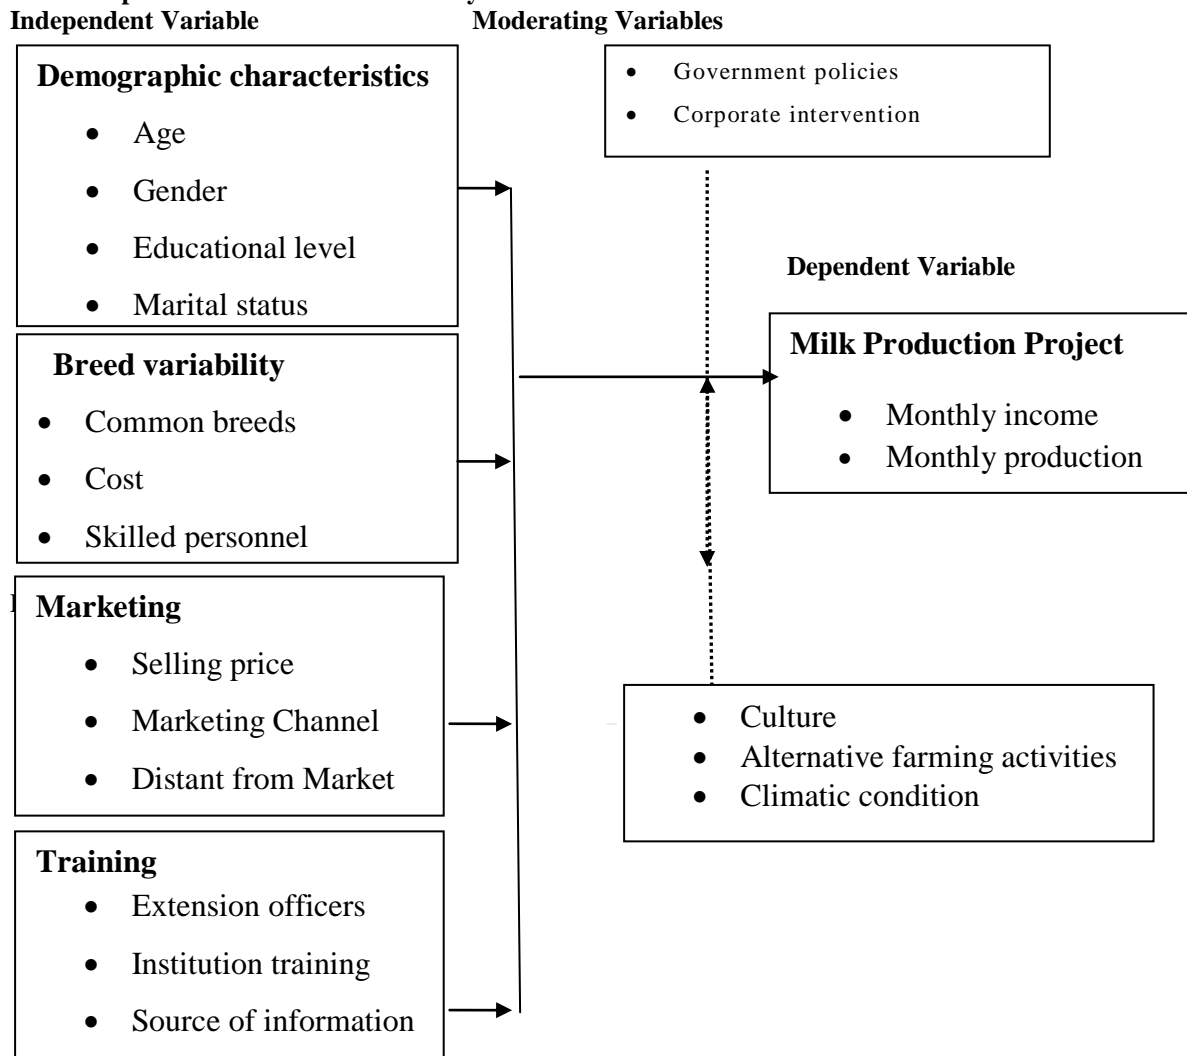 Independent Variable
Moderating Variables
Demographic characteristics
• Age
• Gender
• Educational level
• Marital status
• Government policies
• Corporate intervention
Dependent Variable
Milk Production Project
• Monthly income
• Monthly production
Breed variability
• Common breeds
• Cost
• Skilled personnel
Marketing
• Selling price
• Marketing Channel
• Distant from Market
• Culture
• Alternative farming activities
• Climatic condition
Training
• Extension officers
• Institution training
• Source of information